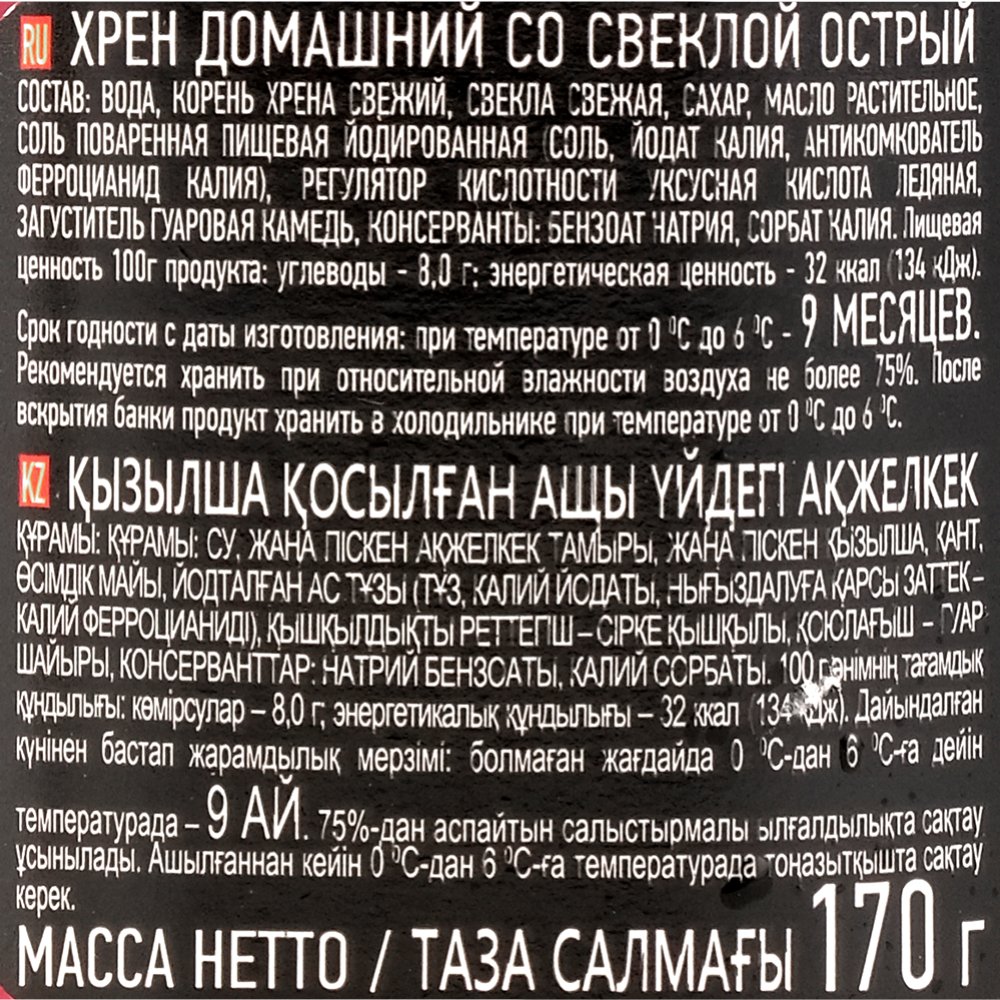 RU ХРЕН ДОМАШНИЙ СО СВЕКЛОЙ ОСТРЫЙ
СОСТАВ: ВОДА, КОРЕНЬ ХРЕНА СВЕЖИЙ, СВЕКЛА СВЕЖАЯ, САХАР, МАСЛО РАСТИТЕЛЬНОЕ,
СОЛЬ ПОВАРЕННАЯ ПИЩЕВАЯ ЙОДИРОВАННАЯ (СОЛЬ, ЙОДАТ КАЛИЯ, АНТИКОМКОВАТЕЛЬ
ФЕРРОЦИАНИД КАЛИЯ), РЕГУЛЯТОР КИСЛОТНОСТИ УКСУСНАЯ КИСЛОТА ЛЕДЯНАЯ,
ЗАГУСТИТЕЛЬ ГУАРОВАЯ КАМЕДЬ, КОНСЕРВАНТЫ: БЕНЗОАТ НАТРИЯ, СОРБАТ КАЛИЯ. Пищевая
ценность 100г продукта: углеводы - 8,0 г; энергетическая ценность - 32 ккал (134 кДж).
Срок годности с даты изготовления: при температуре от 0 °С до 6 °С - 9 МЕСЯЦЕВ.
Рекомендуется хранить при относительной влажности воздуха не более 75%. После
вскрытия банки продукт хранить в холодильнике при температуре от 0 °С до 6 °С.
KZ ҚЫЗЫЛША ҚОСЫЛҒАН АЩЫ ҮЙДЕГІ АҚЖЕЛКЕК
ҚҰРАМЫ: ҚҰРАМЫ: СУ, ЖАҢА ПІСКЕН АҚЖЕЛКЕК ТАМЫРЫ, ЖАҢА ПІСКЕН ҚЫЗЫЛША, ҚАНТ,
ӨСІМДІК МАЙЫ, ЙОДТАЛҒАН АС ТҰЗЫ (ТҰЗ, КАЛИЙ ЙОДАТЫ, НЫҒЫЗДАЛУҒА ҚАРСЫ ЗАТТЕК –
КАЛИЙ ФЕРРОЦИАНИДІ), ҚЫШҚЫЛДЫҚТЫ РЕТТЕГІШ – СІРКЕ ҚЫШҚЫЛЫ, ҚОЮЛАҒЫШ – ГУАР
ШАЙЫРЫ, КОНСЕРВАНТТАР: НАТРИЙ БЕНЗОАТЫ, КАЛИЙ СОРБАТЫ. 100 г өнімнің тағамдық
құндылығы: көмірсулар – 8,0 г, энергетикалық құндылығы – 32 ккал (134 кДж). Дайындалған
күнінен бастап жарамдылық мерзімі: болмаған жағдайда 0 °С-дан 6 °С-ға дейін
температурада – 9 АЙ. 75%-дан аспайтын салыстырмалы ылғалдылықта сақтау
ұсынылады. Ашылғаннан кейін 0 °С-дан 6 °С-ға температурада тоңазытқышта сақтау
керек.
МАССА НЕТТО / ТАЗА САЛМАҒЫ 170 г